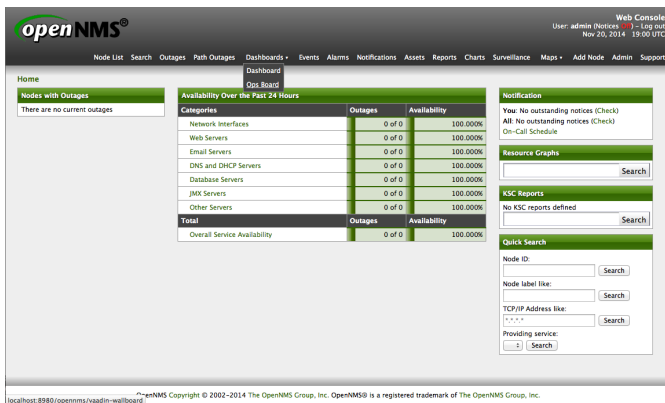 openNMS®
Web Console
User: admin (Notices Off) – Log out
Nov 20, 2014 19:00 UTC
Node List Search Outages Path Outages Dashboards Events Alarms Notifications Assets Reports Charts Surveillance Maps Add Node Admin Support
Dashboard
Ops Board
Home
Nodes with Outages
There are no current outages
Availability Over the Past 24 Hours
Categories Outages Availability
Network Interfaces 0 of 0 100.000%
Web Servers 0 of 0 100.000%
Email Servers 0 of 0 100.000%
DNS and DHCP Servers 0 of 0 100.000%
Database Servers 0 of 0 100.000%
JMX Servers 0 of 0 100.000%
Other Servers 0 of 0 100.000%
Total Outages Availability
Overall Service Availability 0 of 0 100.000%
Notification
You: No outstanding notices (Check)
All: No outstanding notices (Check)
On-Call Schedule
Resource Graphs
Search
KSC Reports
No KSC reports defined
Search
Quick Search
Node ID:
Search
Node label like:
Search
TCP/IP Address like:
*.*.*.* Search
Providing service:
Search
OpenNMS Copyright © 2002-2014 The OpenNMS Group, Inc. OpenNMS® is a registered trademark of The OpenNMS Group, Inc.
localhost:8980/opennms/vaadin-wallboard